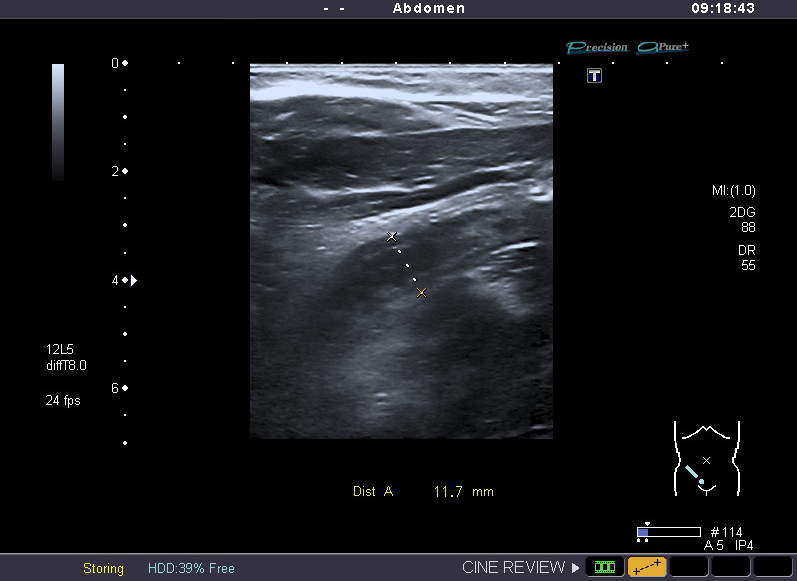 - - Abdomen 09:18:43
Precision APure+
T
0
2
4
6
MI:(1.0)
2DG
88
DR
55
12L5
diffT8.0
24 fps
Dist A 11.7 mm
#114
A 5 IP4
Storing HDD:39% Free CINE REVIEW